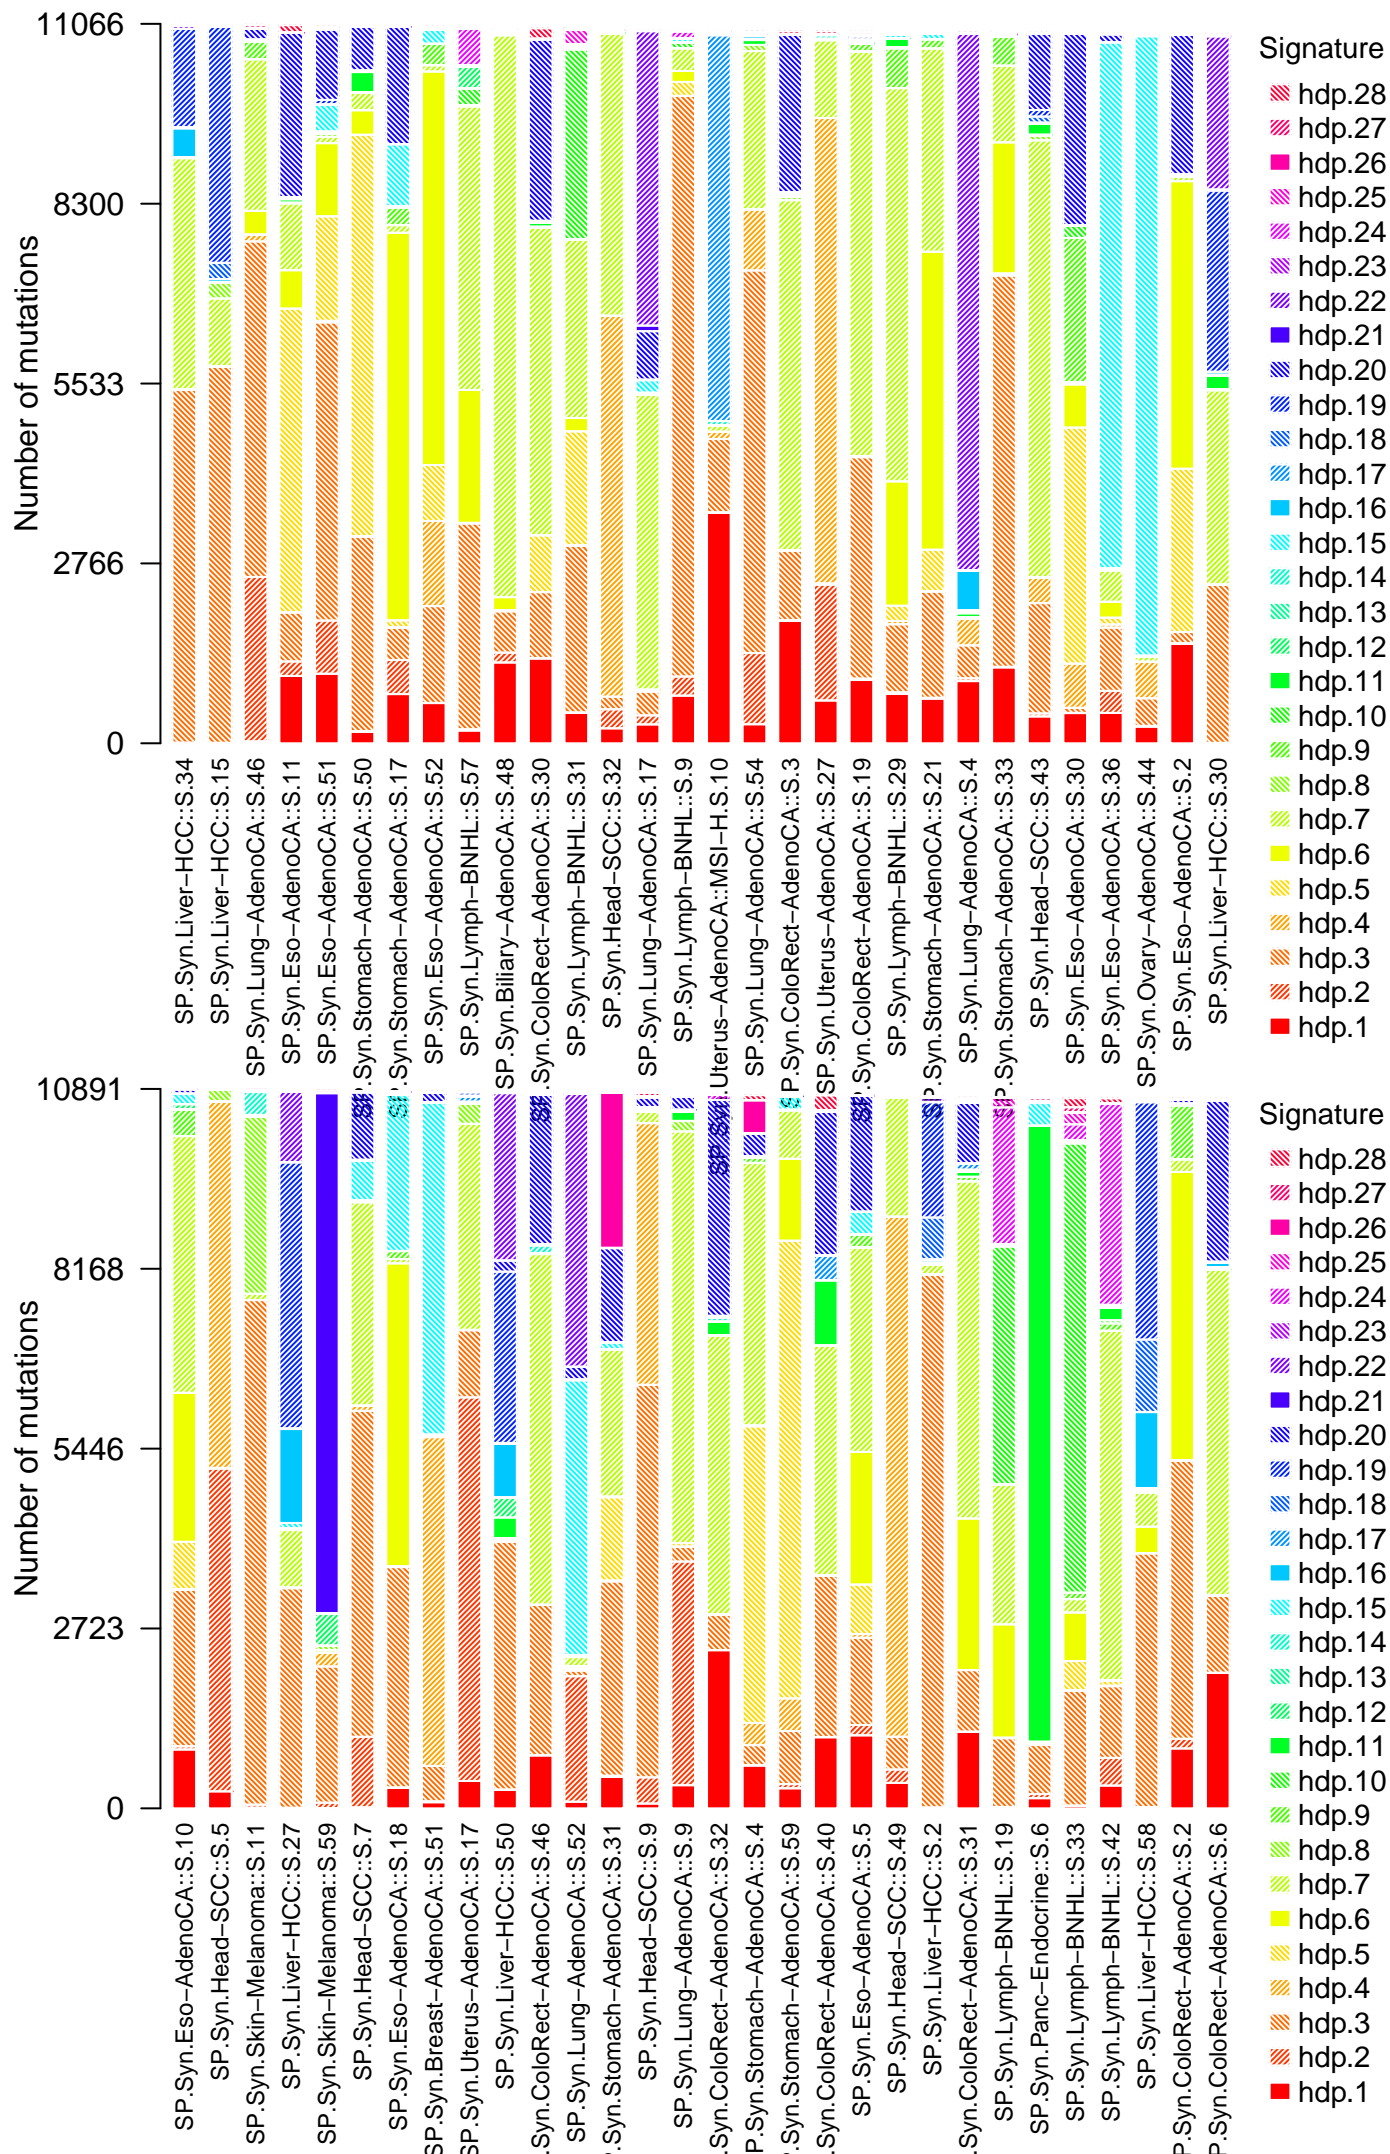 Number of mutations
11066
8300
5533
2766
0
SP.Syn.Liver−HCC::S.34
SP.Syn.Liver−HCC::S.15
SP.Syn.Lung−AdenoCA::S.46
SP.Syn.Eso−AdenoCA::S.11
SP.Syn.Eso−AdenoCA::S.51
SP.Syn.Stomach−AdenoCA::S.50
SP.Syn.Stomach−AdenoCA::S.17
SP.Syn.Eso−AdenoCA::S.52
SP.Syn.Lymph−BNHL::S.57
SP.Syn.Biliary−AdenoCA::S.48
SP.Syn.ColoRect−AdenoCA::S.30
SP.Syn.Lymph−BNHL::S.31
SP.Syn.Head−SCC::S.32
SP.Syn.Lung−AdenoCA::S.17
SP.Syn.Lymph−BNHL::S.9
SP.Syn.Uterus−AdenoCA::MSI−H.S.10
SP.Syn.Lung−AdenoCA::S.54
SP.Syn.ColoRect−AdenoCA::S.3
SP.Syn.Uterus−AdenoCA::S.27
SP.Syn.ColoRect−AdenoCA::S.19
SP.Syn.Lymph−BNHL::S.29
SP.Syn.Stomach−AdenoCA::S.21
SP.Syn.Lung−AdenoCA::S.4
SP.Syn.Stomach−AdenoCA::S.33
SP.Syn.Head−SCC::S.43
SP.Syn.Eso−AdenoCA::S.30
SP.Syn.Eso−AdenoCA::S.36
SP.Syn.Ovary−AdenoCA::S.44
SP.Syn.Eso−AdenoCA::S.2
SP.Syn.Liver−HCC::S.30
Signature
hdp.28
hdp.27
hdp.26
hdp.25
hdp.24
hdp.23
hdp.22
hdp.21
hdp.20
hdp.19
hdp.18
hdp.17
hdp.16
hdp.15
hdp.14
hdp.13
hdp.12
hdp.11
hdp.10
hdp.9
hdp.8
hdp.7
hdp.6
hdp.5
hdp.4
hdp.3
hdp.2
hdp.1
Number of mutations
10891
8168
5446
2723
0
SP.Syn.Eso−AdenoCA::S.10
SP.Syn.Head−SCC::S.5
SP.Syn.Skin−Melanoma::S.11
SP.Syn.Liver−HCC::S.27
SP.Syn.Skin−Melanoma::S.59
SP.Syn.Head−SCC::S.7
SP.Syn.Eso−AdenoCA::S.18
SP.Syn.Breast−AdenoCA::S.51
SP.Syn.Uterus−AdenoCA::S.17
SP.Syn.Liver−HCC::S.50
.Syn.ColoRect−AdenoCA::S.46
SP.Syn.Lung−AdenoCA::S.52
P.Syn.Stomach−AdenoCA::S.31
SP.Syn.Head−SCC::S.9
SP.Syn.Lung−AdenoCA::S.9
.Syn.ColoRect−AdenoCA::S.32
P.Syn.Stomach−AdenoCA::S.4
P.Syn.Stomach−AdenoCA::S.59
.Syn.ColoRect−AdenoCA::S.40
SP.Syn.Eso−AdenoCA::S.5
SP.Syn.Head−SCC::S.49
SP.Syn.Liver−HCC::S.2
.Syn.ColoRect−AdenoCA::S.31
SP.Syn.Lymph−BNHL::S.19
SP.Syn.Panc−Endocrine::S.6
SP.Syn.Lymph−BNHL::S.33
SP.Syn.Lymph−BNHL::S.42
SP.Syn.Liver−HCC::S.58
P.Syn.ColoRect−AdenoCA::S.2
P.Syn.ColoRect−AdenoCA::S.6
Signature
hdp.28
hdp.27
hdp.26
hdp.25
hdp.24
hdp.23
hdp.22
hdp.21
hdp.20
hdp.19
hdp.18
hdp.17
hdp.16
hdp.15
hdp.14
hdp.13
hdp.12
hdp.11
hdp.10
hdp.9
hdp.8
hdp.7
hdp.6
hdp.5
hdp.4
hdp.3
hdp.2
hdp.1